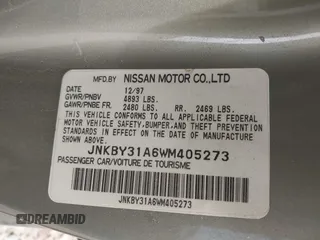 MFD.BY NISSAN MOTOR CO.,LTD
DATE 12/97
GVWR/PNBV 4893 LBS.
GAWR/PNBE FR. 2480 LBS. RR. 2469 LBS.
THIS VEHICLE CONFORMS TO ALL APPLICABLE
FEDERAL MOTOR VEHICLE SAFETY, BUMPER, AND THEFT
PREVENTION STANDARDS IN EFFECT ON THE DATE OF MANUFACTURE
SHOWN ABOVE.
JNKBY31A6WM405273
PASSENGER CAR/VOITURE DE TOURISME
JNKBY31A6WM405273
DREAMBID